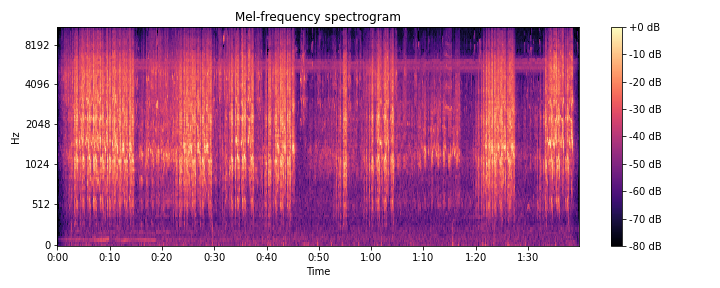 Mel-frequency spectrogram
8192
4096
2048
1024
512
0
Hz
0:00 0:10 0:20 0:30 0:40 0:50 1:00 1:10 1:20 1:30
Time
+0 dB
-10 dB
-20 dB
-30 dB
-40 dB
-50 dB
-60 dB
-70 dB
-80 dB